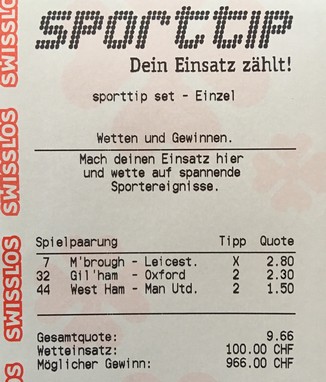 SWISSLOS
SWISSLOS
SWISSLOS
SWISSLOS
sporttip
Dein Einsatz zählt!
sporttip set - Einzel
Wetten und Gewinnen.
Mach deinen Einsatz hier
und wette auf spannende
Sportereignisse.
Spielpaarung Tipp Quote
7 M'brough - Leicest. X 2.80
32 Gil'ham - Oxford 2 2.30
44 West Ham - Man Utd. 2 1.50
Gesamtquote: 9.66
Wetteinsatz: 100.00 CHF
Möglicher Gewinn: 966.00 CHF